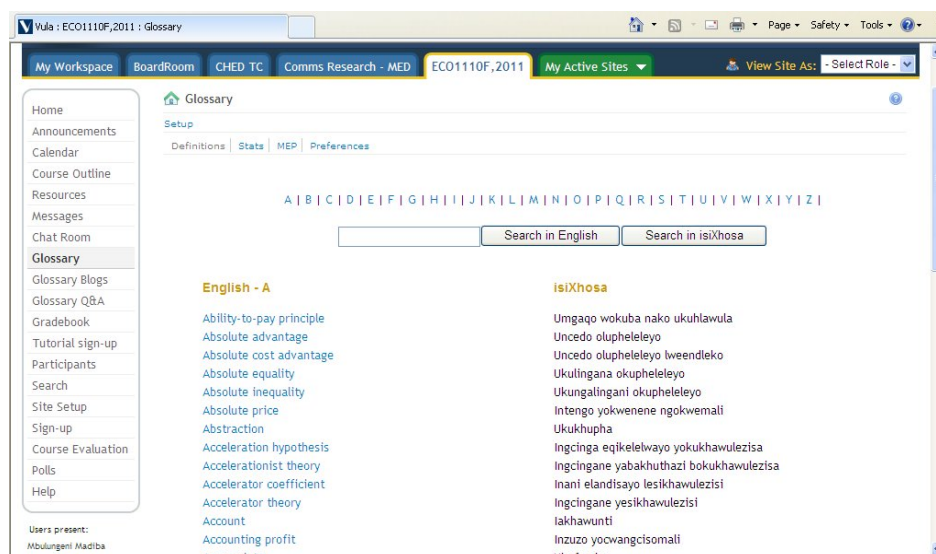 Vula : ECO1110F,2011 : Glossary
Page Safety Tools
My Workspace BoardRoom CHED TC Comms Research - MED ECO1110F,2011 My Active Sites View Site As: - Select Role -
Home
Announcements
Calendar
Course Outline
Resources
Messages
Chat Room
Glossary
Glossary Blogs
Glossary Q&A
Gradebook
Tutorial sign-up
Participants
Search
Site Setup
Sign-up
Course Evaluation
Polls
Help
Users present:
Mbulungeni Madiba
Glossary
Setup
Definitions | Stats | MEP | Preferences
A | B | C | D | E | F | G | H | I | J | K | L | M | N | O | P | Q | R | S | T | U | V | W | X | Y | Z |
Search in English Search in isiXhosa
English - A isiXhosa
Ability-to-pay principle Umgaqo wokuba nako ukuhlawula
Absolute advantage Uncedo olupheleleyo
Absolute cost advantage Uncedo olupheleleyo lweendleko
Absolute equality Ukulingana okupheleleyo
Absolute inequality Ukungalingani okupheleleyo
Absolute price Intengo yokwenene ngokwemali
Abstraction Ukukhupha
Acceleration hypothesis Ingcinga eqikelelwayo yokukhawulezisa
Accelerationist theory Ingcingane yabakhuthazi bokukhawulezisa
Accelerator coefficient Inani elandisayo lesikhawulezisi
Accelerator theory Ingcingane yesikhawulezisi
Account Iakhawunti
Accounting profit Inzuzo yocwangcisomali